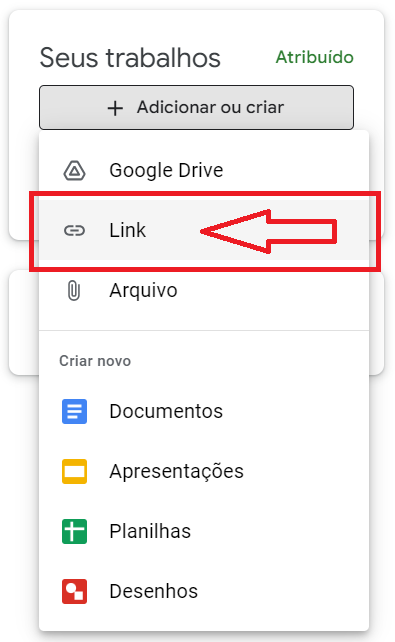 Seus trabalhos
Atribuído
+ Adicionar ou criar
Google Drive
Link
Arquivo
Criar novo
Documentos
Apresentações
Planilhas
Desenhos